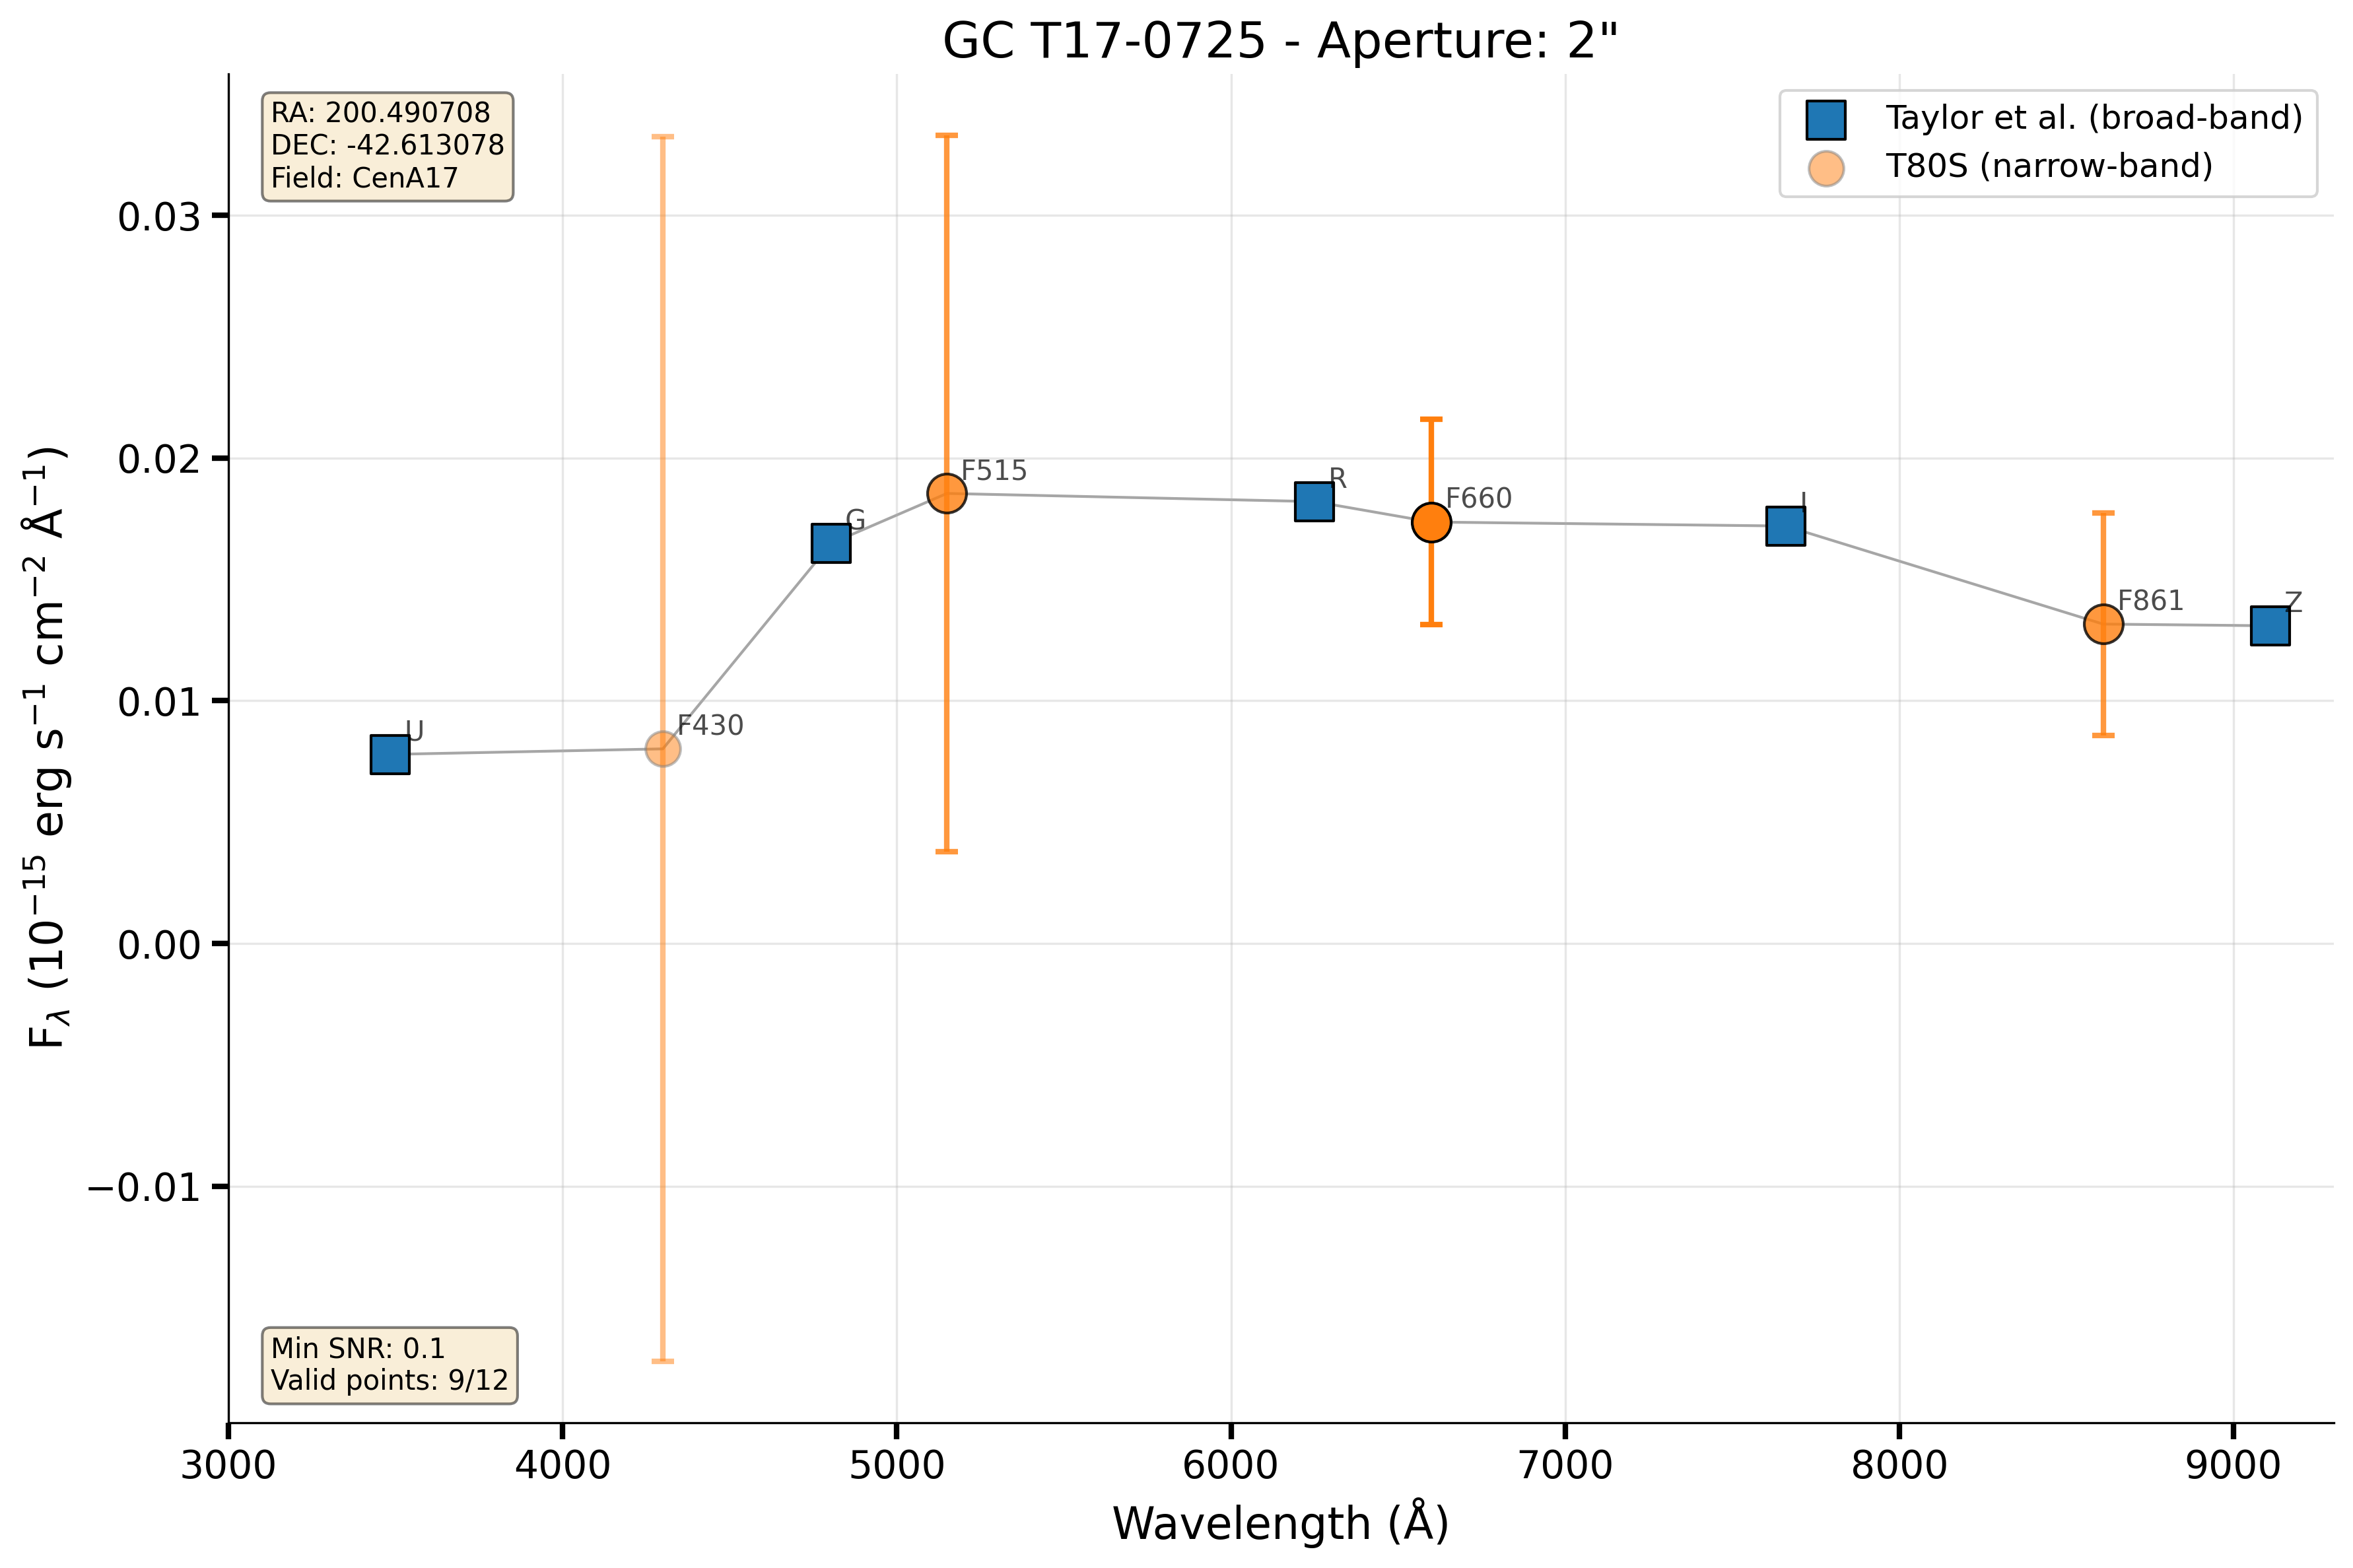 GC T17-0725 - Aperture: 2"
RA: 200.490708
DEC: -42.613078
Field: CenA17
Taylor et al. (broad-band)
T80S (narrow-band)
0.03
0.02
0.01
0.00
−0.01
F_λ (10⁻¹⁵ erg s⁻¹ cm⁻² Å⁻¹)
U
F430
G
F515
R
F660
I
F861
Z
Min SNR: 0.1
Valid points: 9/12
3000 4000 5000 6000 7000 8000 9000
Wavelength (Å)